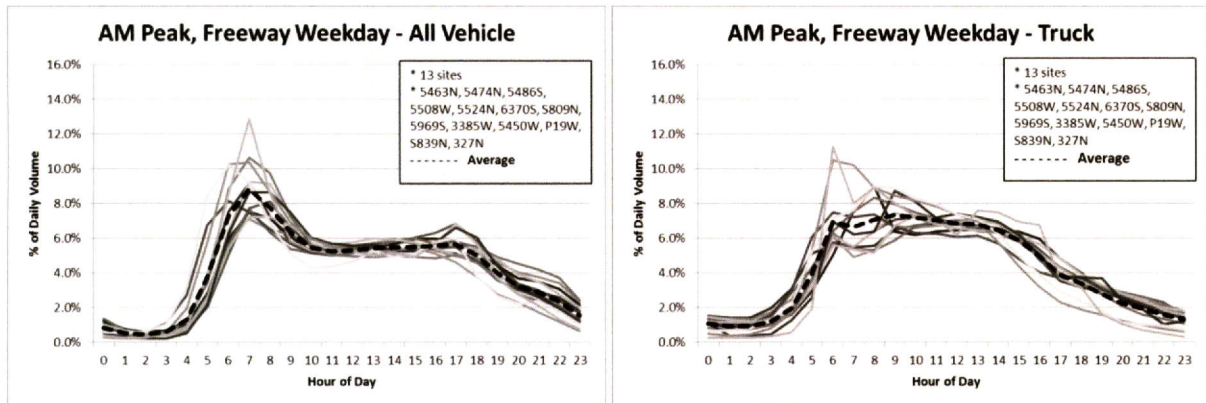 AM Peak, Freeway Weekday - All Vehicle
16.0%
14.0%
12.0%
10.0%
8.0%
6.0%
4.0%
2.0%
0.0%
% of Daily Volume
* 13 sites
* 5463N, 5474N, 5486S,
5508W, 5524N, 6370S, S809N,
5969S, 3385W, 5450W, P19W,
S839N, 327N
------- Average
0 1 2 3 4 5 6 7 8 9 10 11 12 13 14 15 16 17 18 19 20 21 22 23
Hour of Day
AM Peak, Freeway Weekday - Truck
16.0%
14.0%
12.0%
10.0%
8.0%
6.0%
4.0%
2.0%
0.0%
% of Daily Volume
* 13 sites
* 5463N, 5474N, 5486S,
5508W, 5524N, 6370S, S809N,
5969S, 3385W, 5450W, P19W,
S839N, 327N
------- Average
0 1 2 3 4 5 6 7 8 9 10 11 12 13 14 15 16 17 18 19 20 21 22 23
Hour of Day